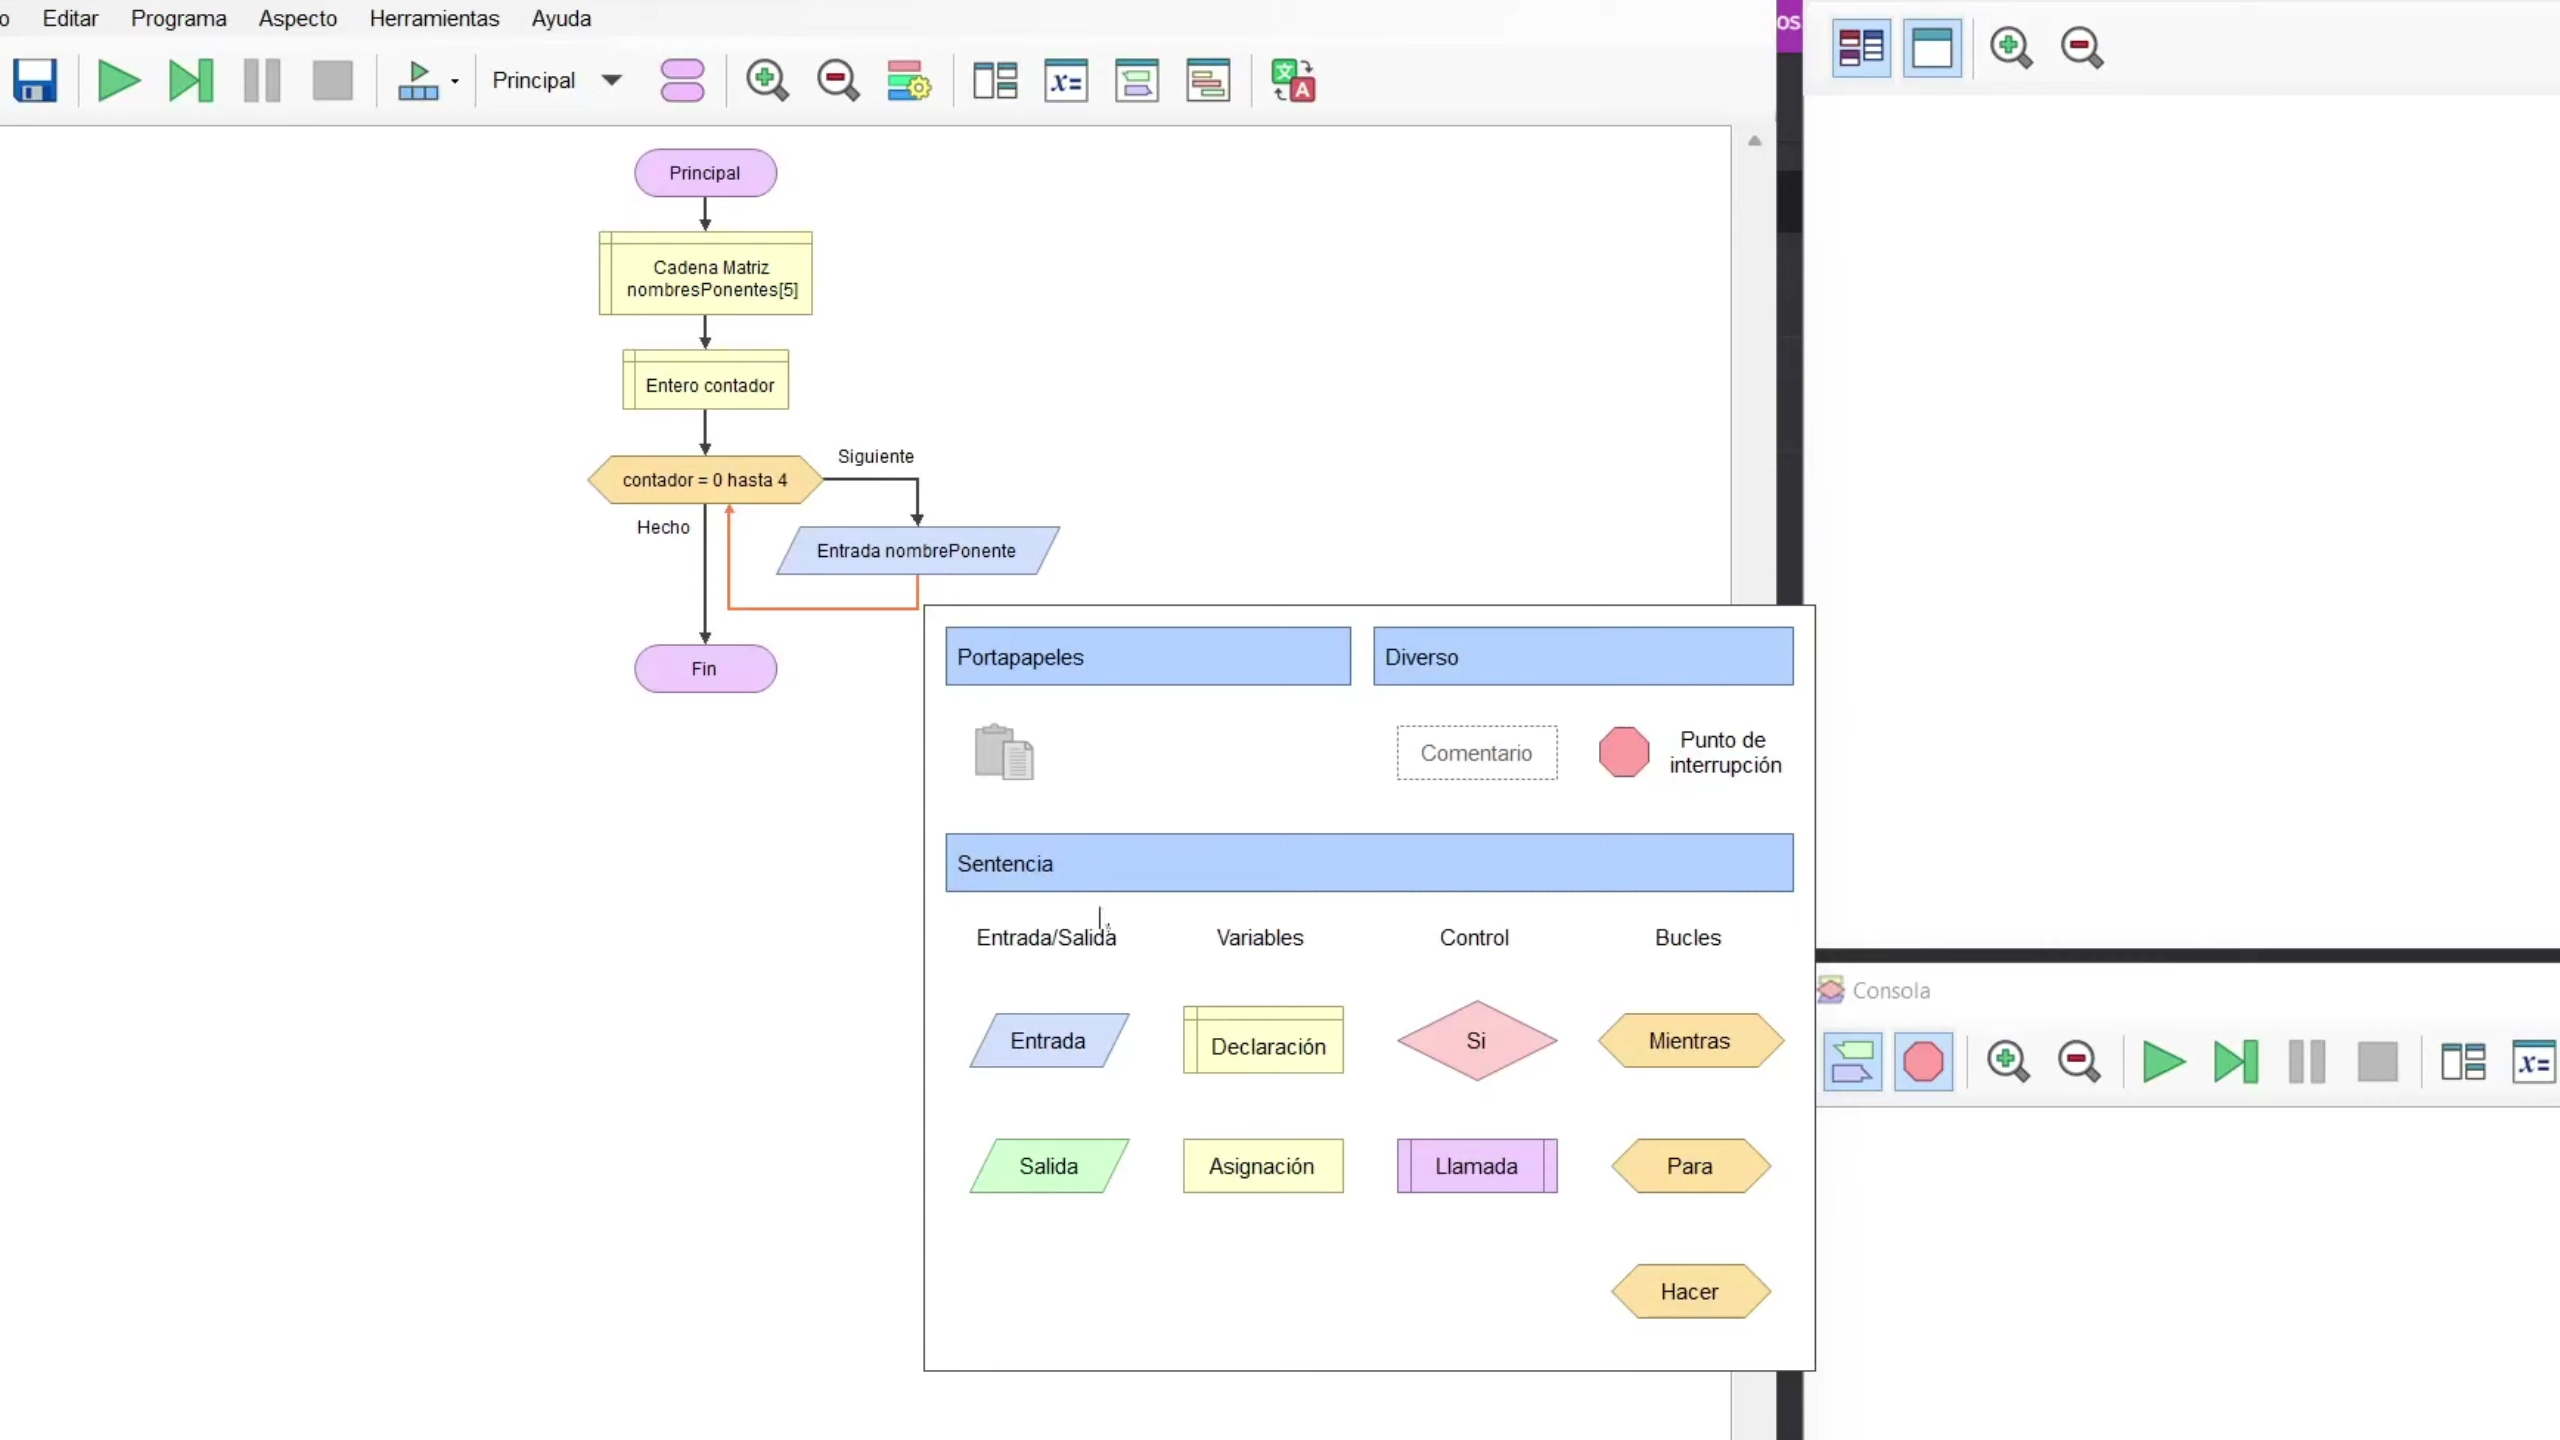 o Editar Programa Aspecto Herramientas Ayuda
os
Principal
x=
A
Principal
Cadena Matriz
nombresPonentes[5]
Entero contador
contador = 0 hasta 4
Siguiente
Hecho
Entrada nombrePonente
Fin
Portapapeles
Diverso
Comentario
Punto de
interrupción
Sentencia
Entrada/Salida
Variables
Control
Bucles
Entrada
Declaración
Si
Mientras
Salida
Asignación
Llamada
Para
Hacer
Consola
x=